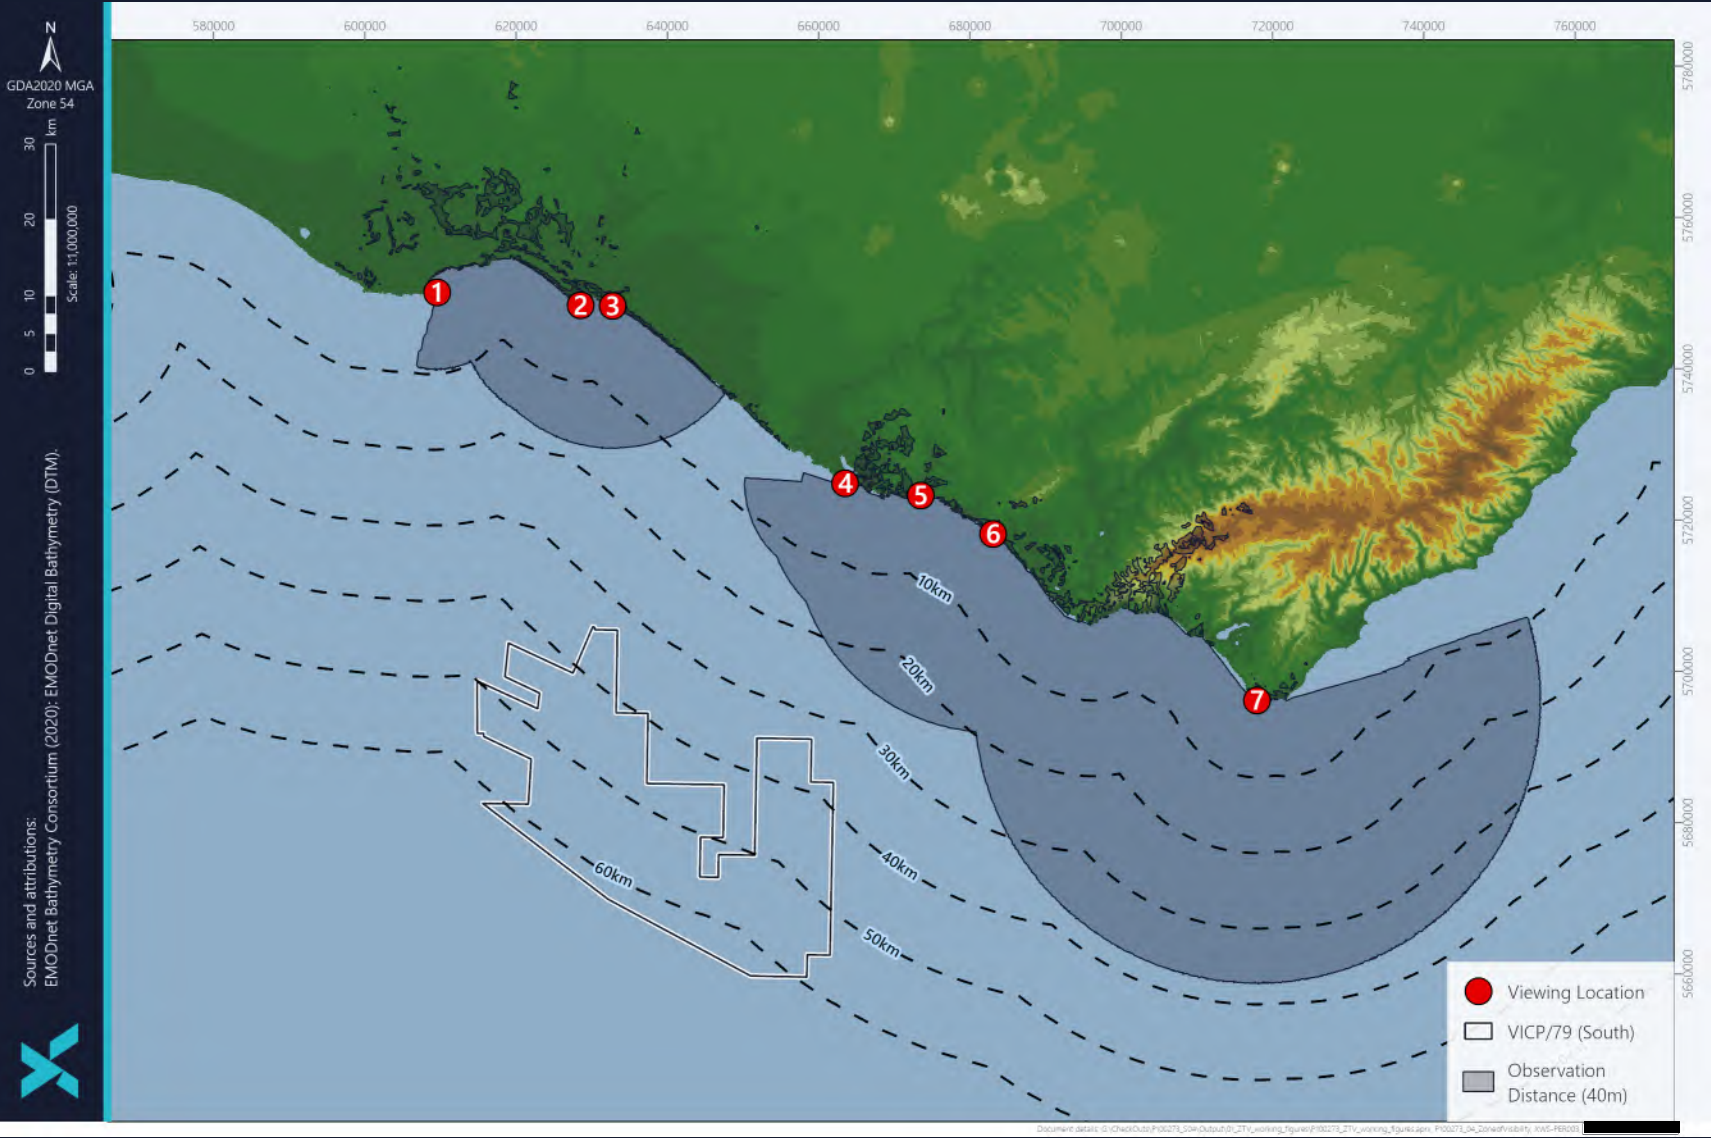 580000 600000 620000 640000 660000 680000 700000 720000 740000 760000
N
GDA2020 MGA
Zone 54
km
30
20
10
5
0
Scale: 1:1,000,000
Sources and attributions:
EMODnet Bathymetry Consortium (2020): EMODnet Digital Bathymetry (DTM).
5780000
5760000
5740000
5720000
5700000
5680000
5660000
1
2
3
4
5
6
7
10km
20km
30km
40km
50km
60km
Viewing Location
VICP/79 (South)
Observation
Distance (40m)
Document details: